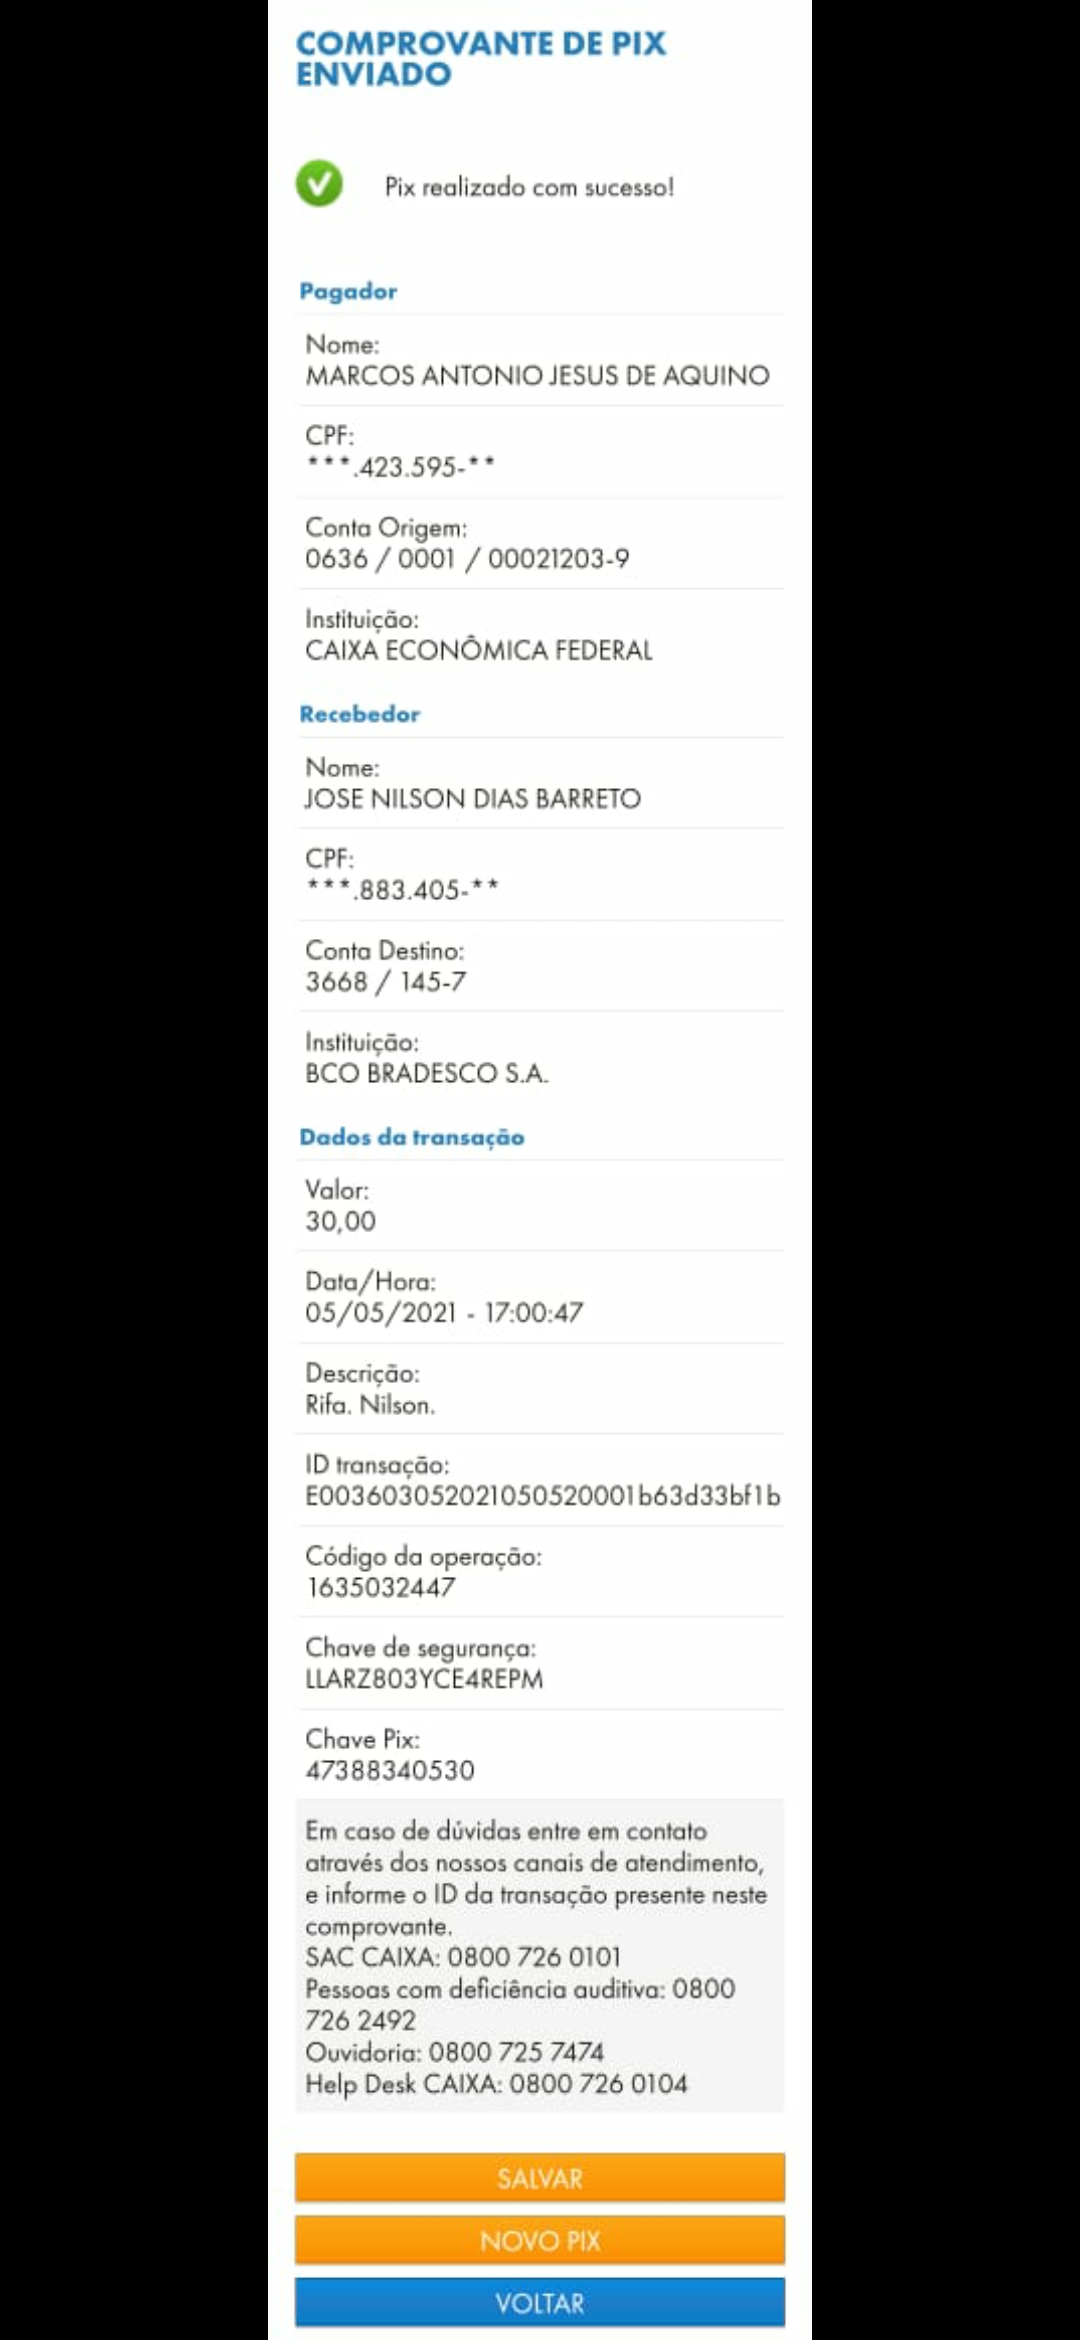 COMPROVANTE DE PIX
ENVIADO
Pix realizado com sucesso!
Pagador
Nome:
MARCOS ANTONIO JESUS DE AQUINO
CPF:
***.423.595-**
Conta Origem:
0636 / 0001 / 00021203-9
Instituição:
CAIXA ECONÔMICA FEDERAL
Recebedor
Nome:
JOSE NILSON DIAS BARRETO
CPF:
***.883.405-**
Conta Destino:
3668 / 145-7
Instituição:
BCO BRADESCO S.A.
Dados da transação
Valor:
30,00
Data/Hora:
05/05/2021 - 17:00:47
Descrição:
Rifa. Nilson.
ID transação:
E003603052021050520001b63d33bf1b
Código da operação:
1635032447
Chave de segurança:
LLARZ803YCE4REPM
Chave Pix:
47388340530
Em caso de dúvidas entre em contato
através dos nossos canais de atendimento,
e informe o ID da transação presente neste
comprovante.
SAC CAIXA: 0800 726 0101
Pessoas com deficiência auditiva: 0800
726 2492
Ouvidoria: 0800 725 7474
Help Desk CAIXA: 0800 726 0104
SALVAR
NOVO PIX
VOLTAR